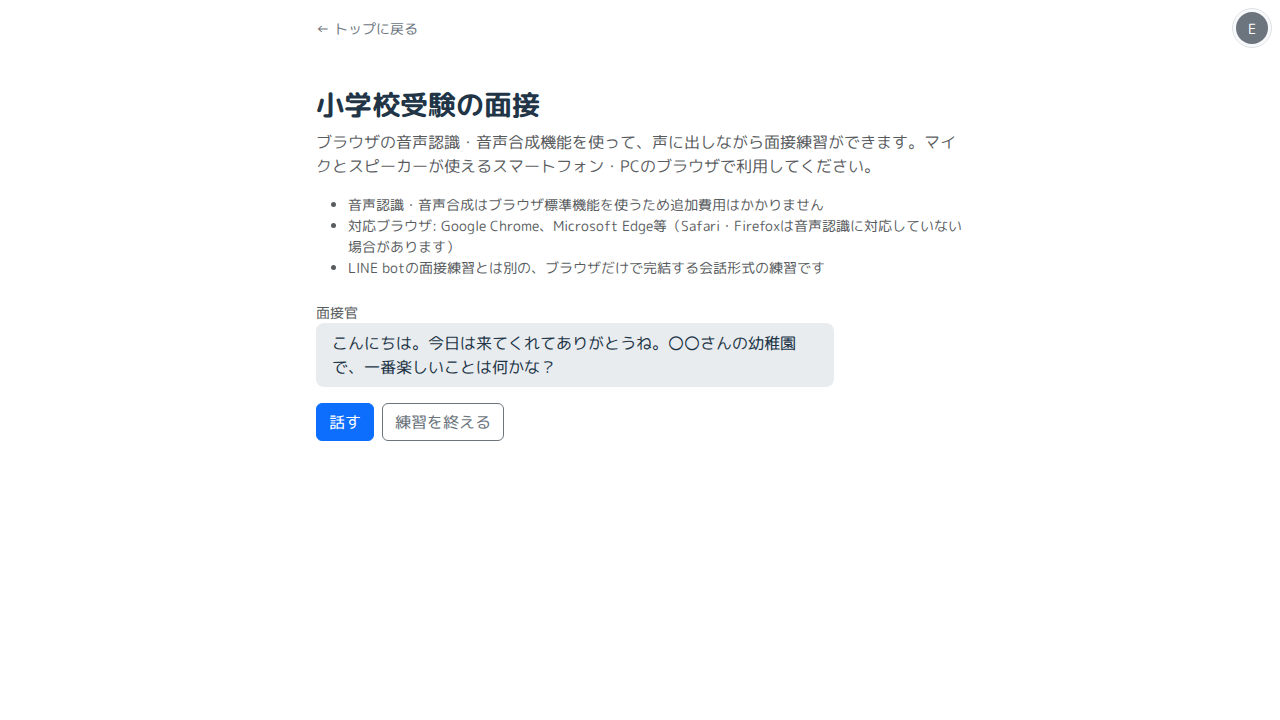 ← トップに戻る
E
小学校受験の面接
ブラウザの音声認識・音声合成機能を使って、声に出しながら面接練習ができます。マイ
クとスピーカーが使えるスマートフォン・PCのブラウザで利用してください。
• 音声認識・音声合成はブラウザ標準機能を使うため追加費用はかかりません
• 対応ブラウザ: Google Chrome、Microsoft Edge等（Safari・Firefoxは音声認識に対応していない
場合があります）
• LINE botの面接練習とは別の、ブラウザだけで完結する会話形式の練習です
面接官
こんにちは。今日は来てくれてありがとうね。〇〇さんの幼稚園
で、一番楽しいことは何かな？
話す
練習を終える